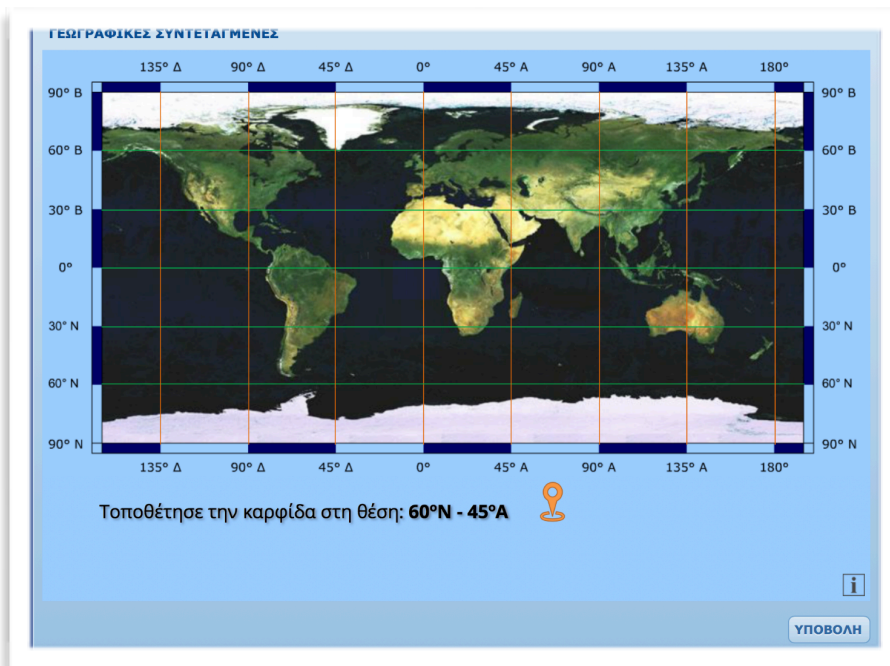 ΓΕΩΓΡΑΦΙΚΕΣ ΣΥΝΤΕΤΑΓΜΕΝΕΣ
135° Δ 90° Δ 45° Δ 0° 45° Α 90° Α 135° Α 180°
90° Β 90° Β
60° Β 60° Β
30° Β 30° Β
0° 0°
30° Ν 30° Ν
60° Ν 60° Ν
90° Ν 90° Ν
135° Δ 90° Δ 45° Δ 0° 45° Α 90° Α 135° Α 180°
Τοποθέτησε την καρφίδα στη θέση: 60°Ν - 45°Α
i
ΥΠΟΒΟΛΗ